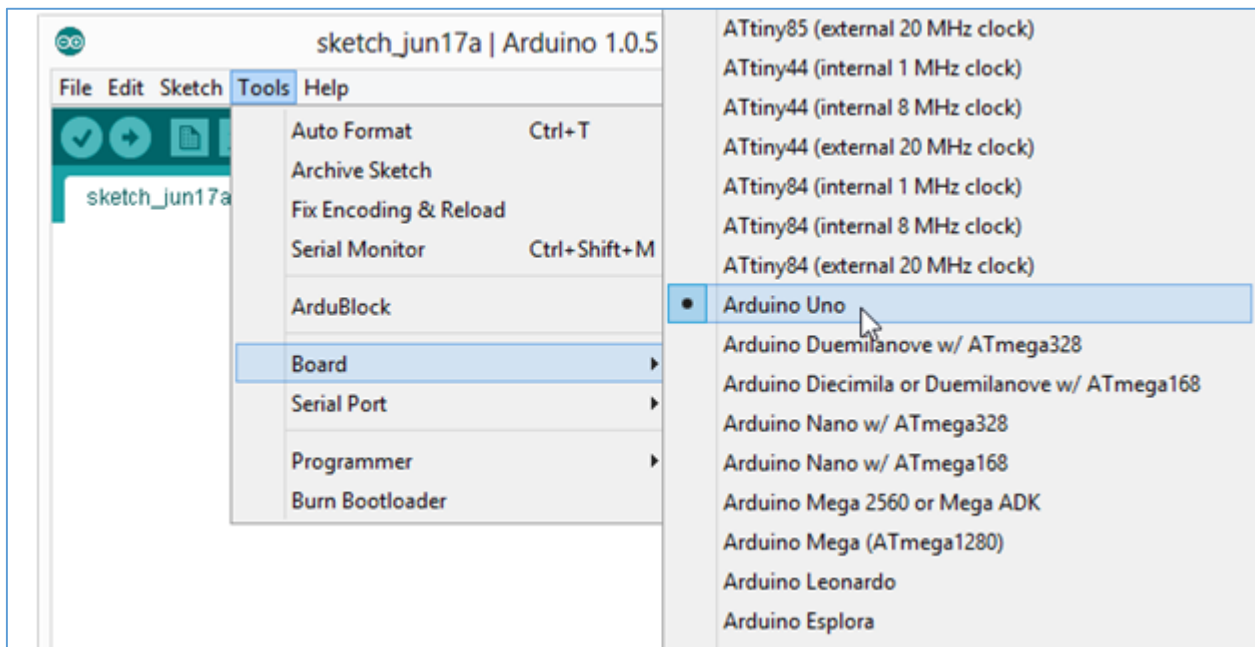 sketch_jun17a | Arduino 1.0.5
File Edit Sketch Tools Help
sketch_jun17a
Auto Format Ctrl+T
Archive Sketch
Fix Encoding & Reload
Serial Monitor Ctrl+Shift+M
ArduBlock
Board
Serial Port
Programmer
Burn Bootloader
ATtiny85 (external 20 MHz clock)
ATtiny44 (internal 1 MHz clock)
ATtiny44 (internal 8 MHz clock)
ATtiny44 (external 20 MHz clock)
ATtiny84 (internal 1 MHz clock)
ATtiny84 (internal 8 MHz clock)
ATtiny84 (external 20 MHz clock)
Arduino Uno
Arduino Duemilanove w/ ATmega328
Arduino Diecimila or Duemilanove w/ ATmega168
Arduino Nano w/ ATmega328
Arduino Nano w/ ATmega168
Arduino Mega 2560 or Mega ADK
Arduino Mega (ATmega1280)
Arduino Leonardo
Arduino Esplora